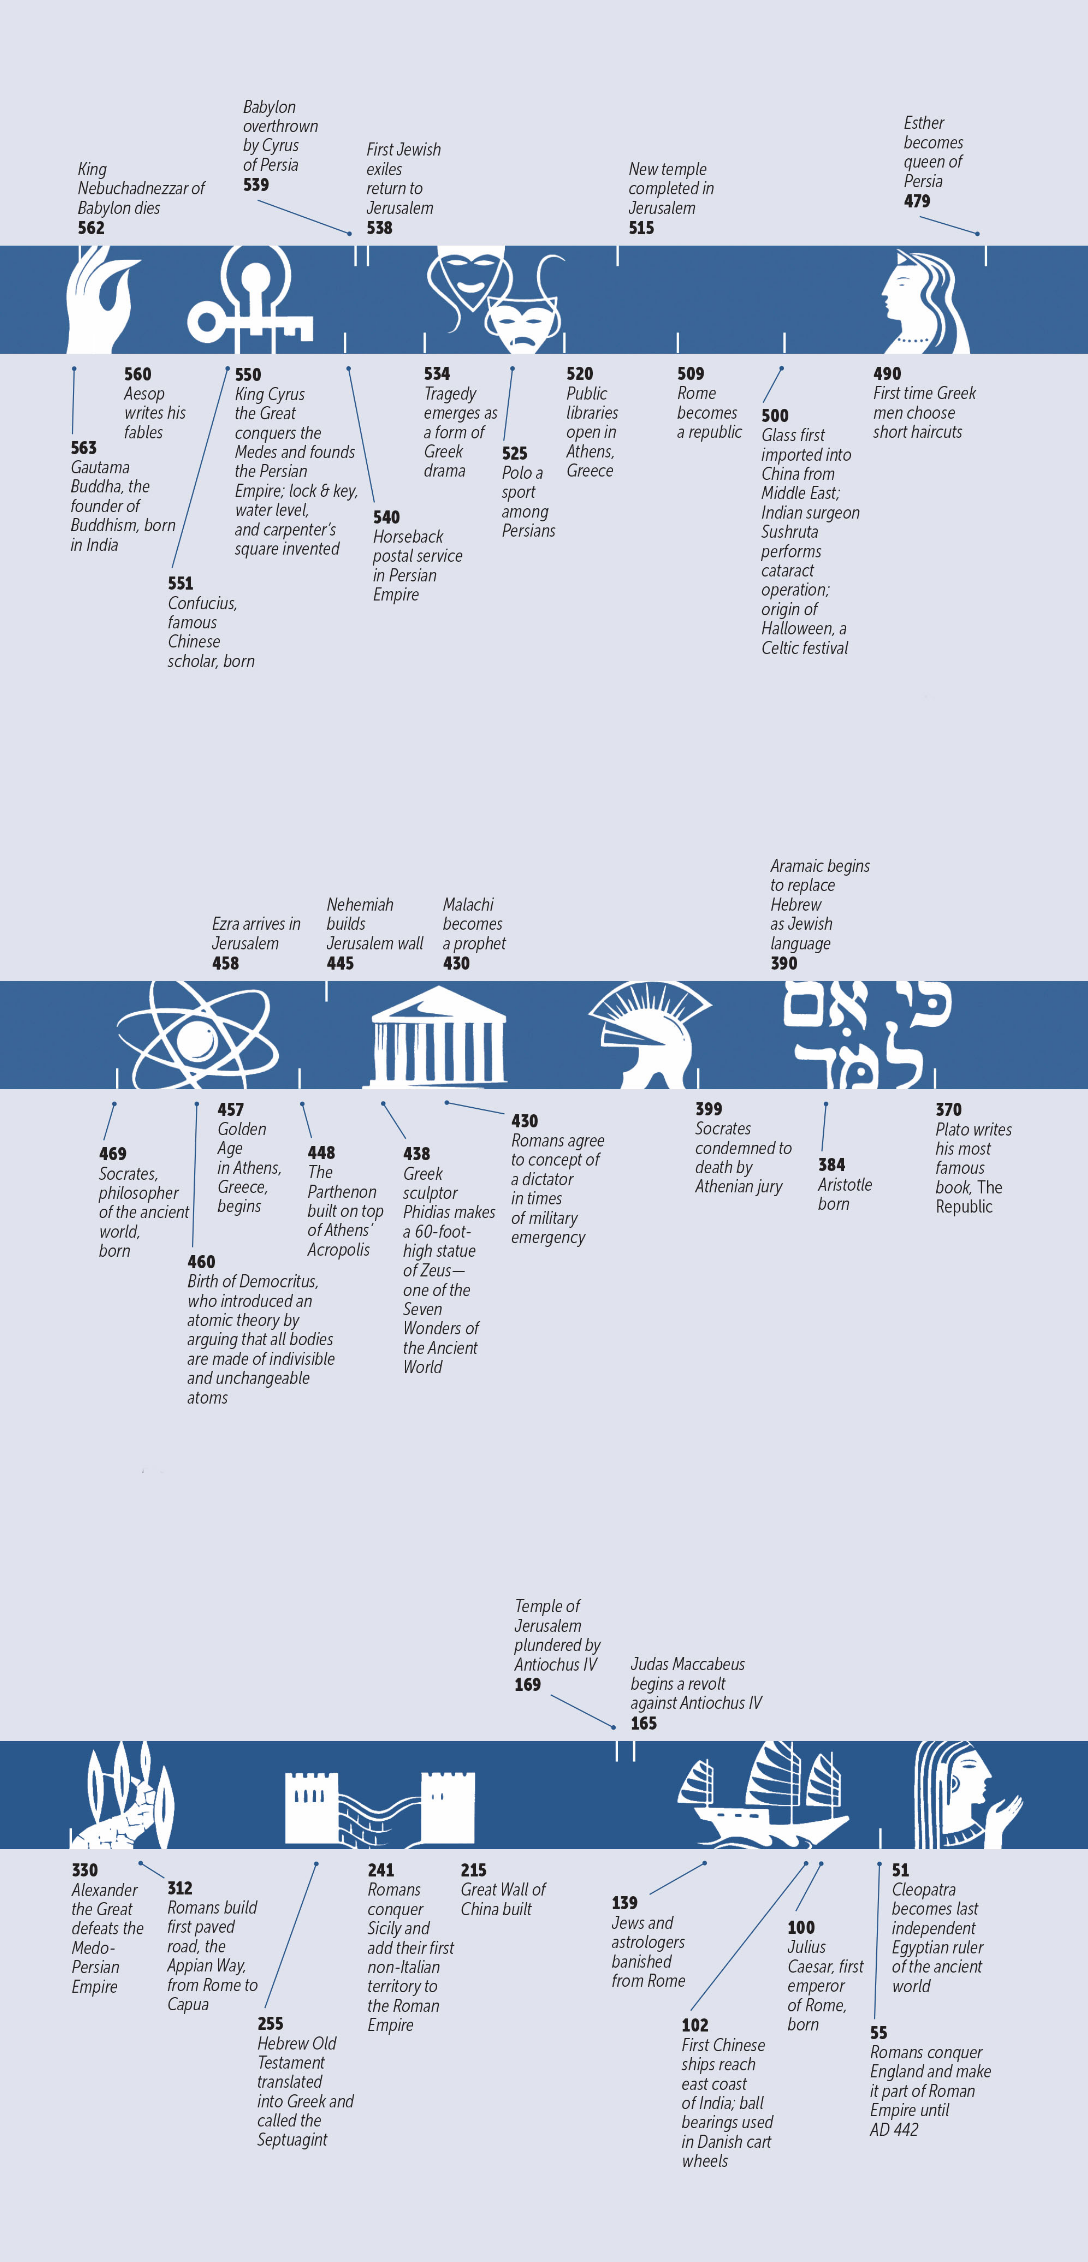 King
Nebuchadnezzar of
Babylon dies
562
Babylon
overthrown
by Cyrus
of Persia
539
First Jewish
exiles
return to
Jerusalem
538
New temple
completed in
Jerusalem
515
Esther
becomes
queen of
Persia
479
563
Gautama
Buddha, the
founder of
Buddhism, born
in India
560
Aesop
writes his
fables
551
Confucius,
famous
Chinese
scholar, born
550
King Cyrus
the Great
conquers the
Medes and founds
the Persian
Empire; lock & key,
water level,
and carpenter's
square invented
540
Horseback
postal service
in Persian
Empire
534
Tragedy
emerges as
a form of
Greek
drama
525
Polo a
sport
among
Persians
520
Public
libraries
open in
Athens,
Greece
509
Rome
becomes
a republic
500
Glass first
imported into
China from
Middle East;
Indian surgeon
Sushruta
performs
cataract
operation;
origin of
Halloween, a
Celtic festival
490
First time Greek
men choose
short haircuts
Ezra arrives in
Jerusalem
458
Nehemiah
builds
Jerusalem wall
445
Malachi
becomes
a prophet
430
Aramaic begins
to replace
Hebrew
as Jewish
language
390
כי אם
למד
469
Socrates,
philosopher
of the ancient
world,
born
460
Birth of Democritus,
who introduced an
atomic theory by
arguing that all bodies
are made of indivisible
and unchangeable
atoms
457
Golden
Age
in Athens,
Greece,
begins
448
The
Parthenon
built on top
of Athens'
Acropolis
438
Greek
sculptor
Phidias makes
a 60-foot-
high statue
of Zeus—
one of the
Seven
Wonders of
the Ancient
World
430
Romans agree
to concept of
a dictator
in times
of military
emergency
399
Socrates
condemned to
death by
Athenian jury
384
Aristotle
born
370
Plato writes
his most
famous
book, The
Republic
Temple of
Jerusalem
plundered by
Antiochus IV
169
Judas Maccabeus
begins a revolt
against Antiochus IV
165
330
Alexander
the Great
defeats the
Medo-
Persian
Empire
312
Romans build
first paved
road, the
Appian Way,
from Rome to
Capua
255
Hebrew Old
Testament
translated
into Greek and
called the
Septuagint
241
Romans
conquer
Sicily and
add their first
non-Italian
territory to
the Roman
Empire
215
Great Wall of
China built
139
Jews and
astrologers
banished
from Rome
102
First Chinese
ships reach
east coast
of India; ball
bearings used
in Danish cart
wheels
100
Julius
Caesar, first
emperor
of Rome,
born
55
Romans conquer
England and make
it part of Roman
Empire until
AD 442
51
Cleopatra
becomes last
independent
Egyptian ruler
of the ancient
world